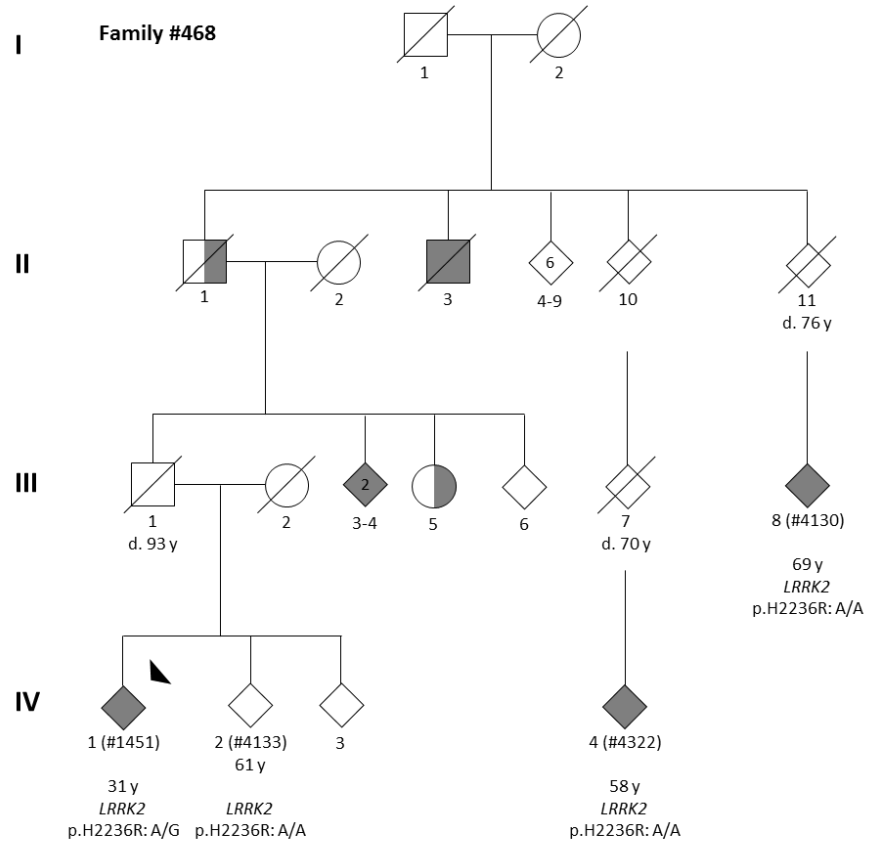 Family #468
I
1 2
II
6
1 2 3 4-9 10 11
d. 76 y
III
2
1 2 3-4 5 6 7 8 (#4130)
d. 93 y d. 70 y
69 y
LRRK2
p.H2236R: A/A
IV
1 (#1451) 2 (#4133) 3 4 (#4322)
61 y
31 y 58 y
LRRK2 LRRK2 LRRK2
p.H2236R: A/G p.H2236R: A/A p.H2236R: A/A